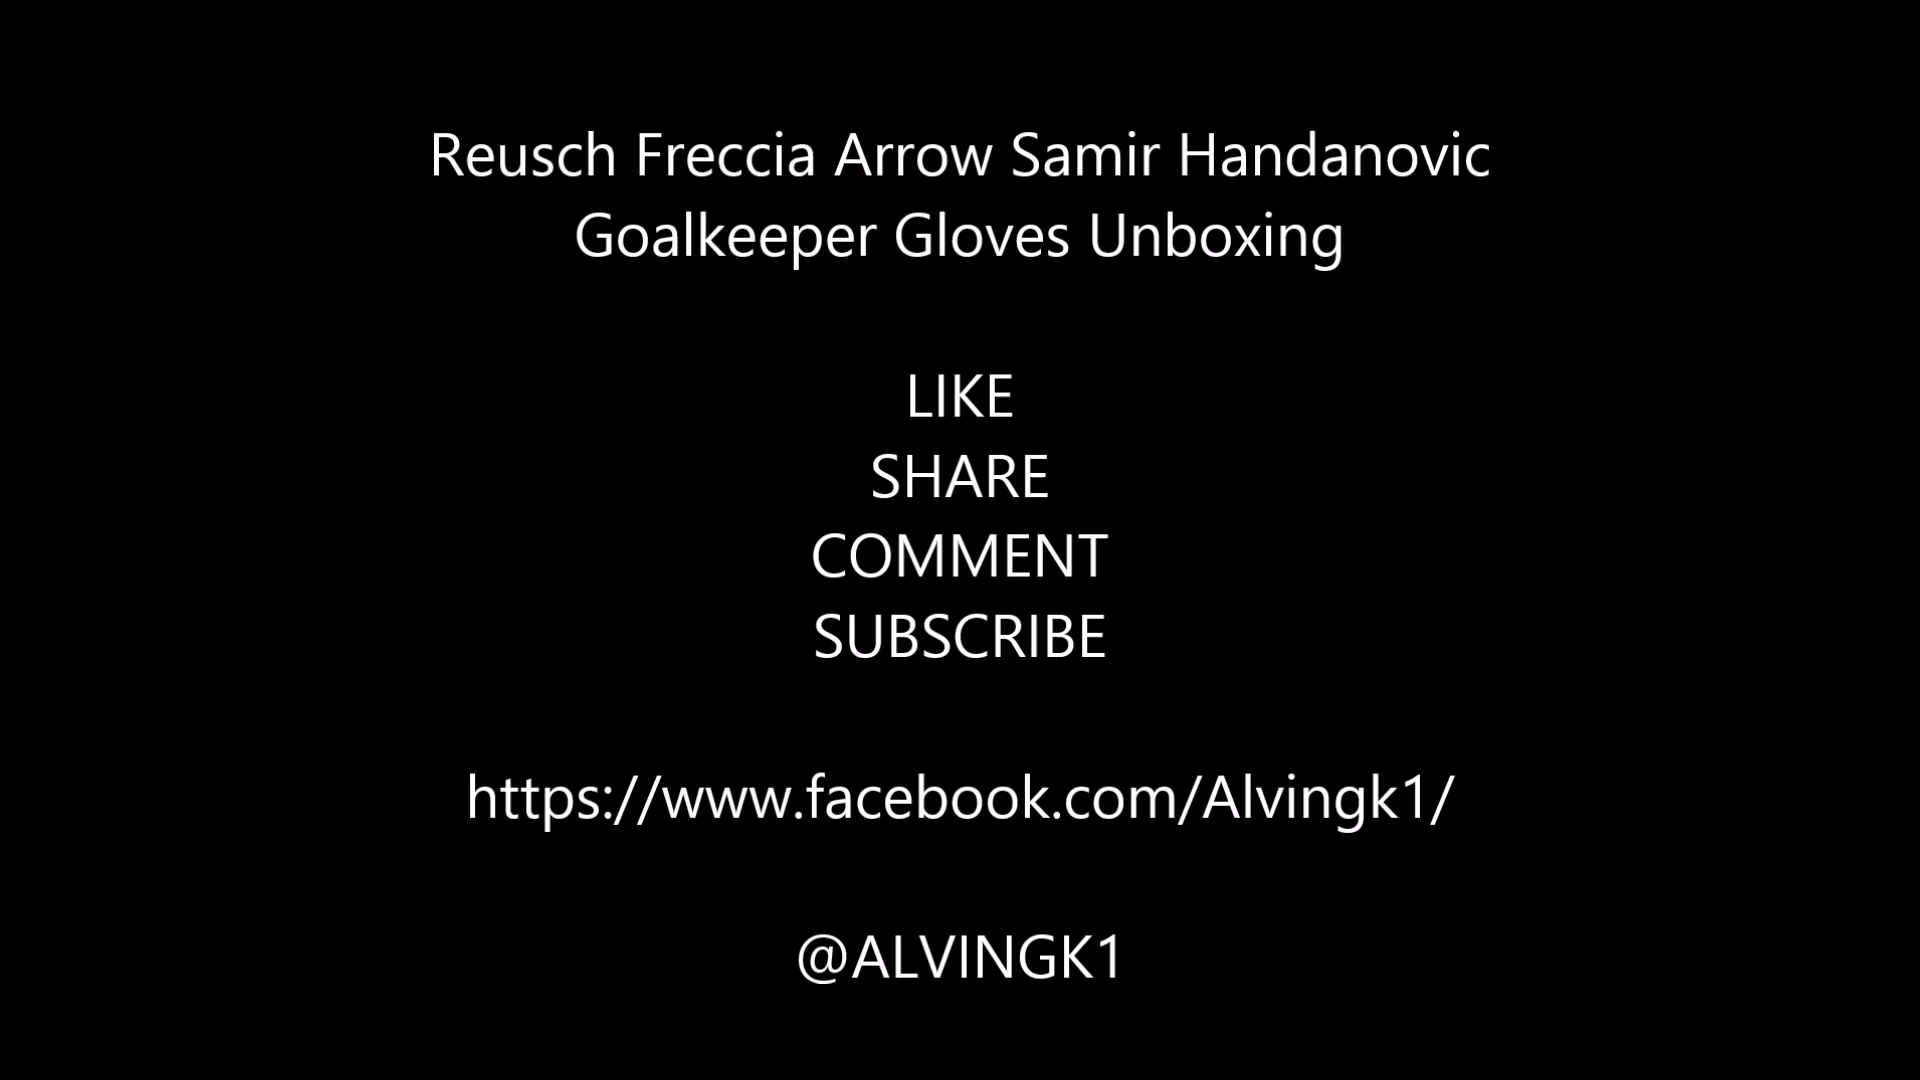 Reusch Freccia Arrow Samir Handanovic
Goalkeeper Gloves Unboxing
LIKE
SHARE
COMMENT
SUBSCRIBE
https://www.facebook.com/Alvingk1/
@ALVINGK1